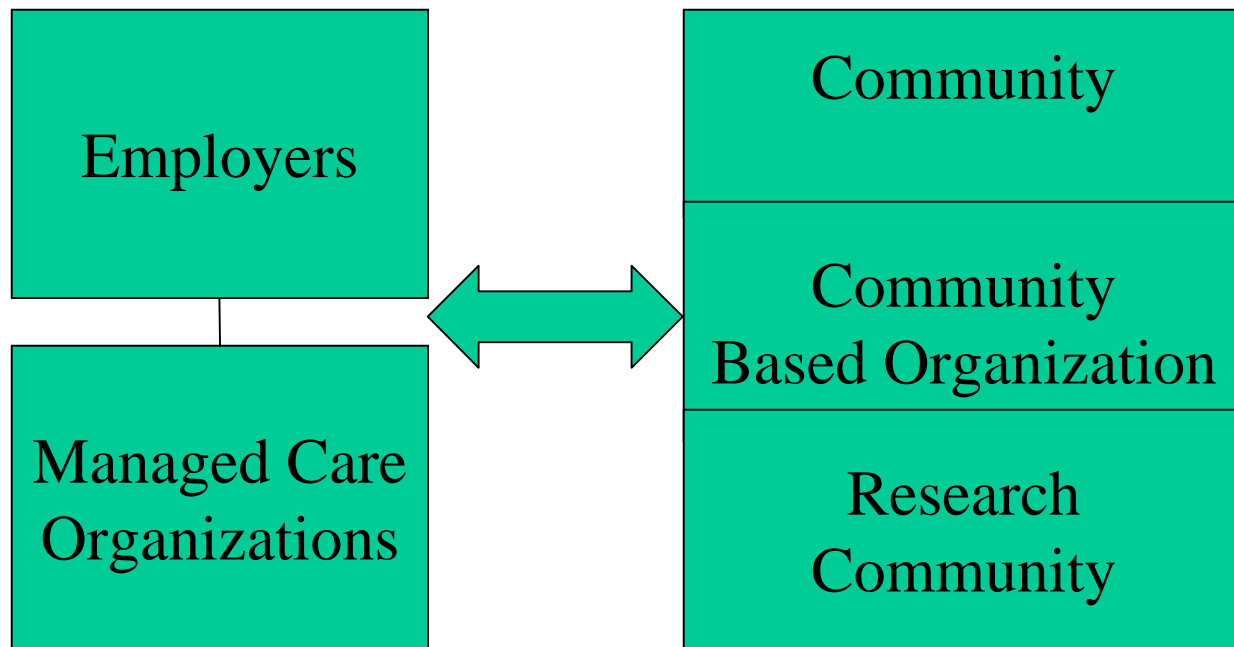 Employers
Managed Care
Organizations
Community
Community
Based Organization
Research
Community